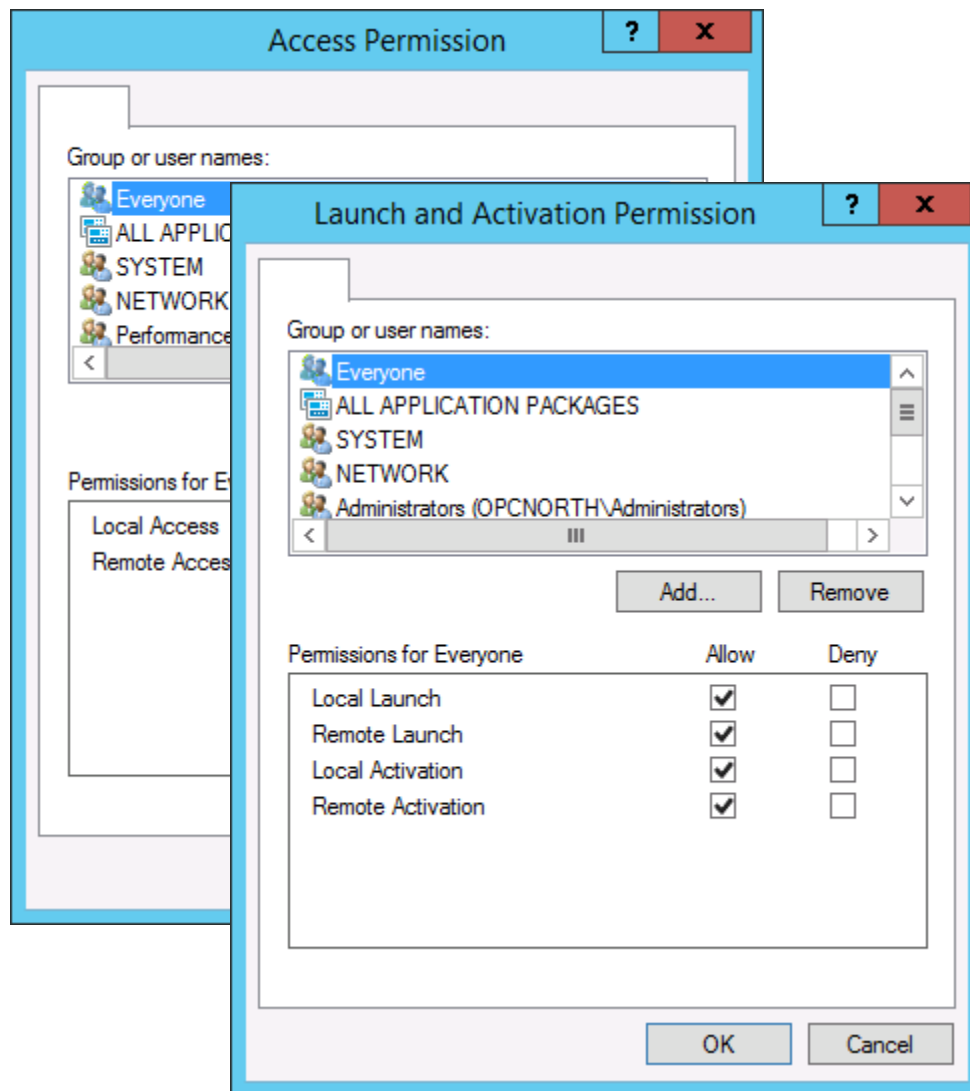 Access Permission
?
x
Group or user names:
Everyone
ALL APPLIC
SYSTEM
NETWORK
Performance
Permissions for E
Local Access
Remote Acces
Launch and Activation Permission
?
x
Group or user names:
Everyone
ALL APPLICATION PACKAGES
SYSTEM
NETWORK
Administrators (OPCNORTH\Administrators)
Add... Remove
Permissions for Everyone Allow Deny
Local Launch
Remote Launch
Local Activation
Remote Activation
OK Cancel